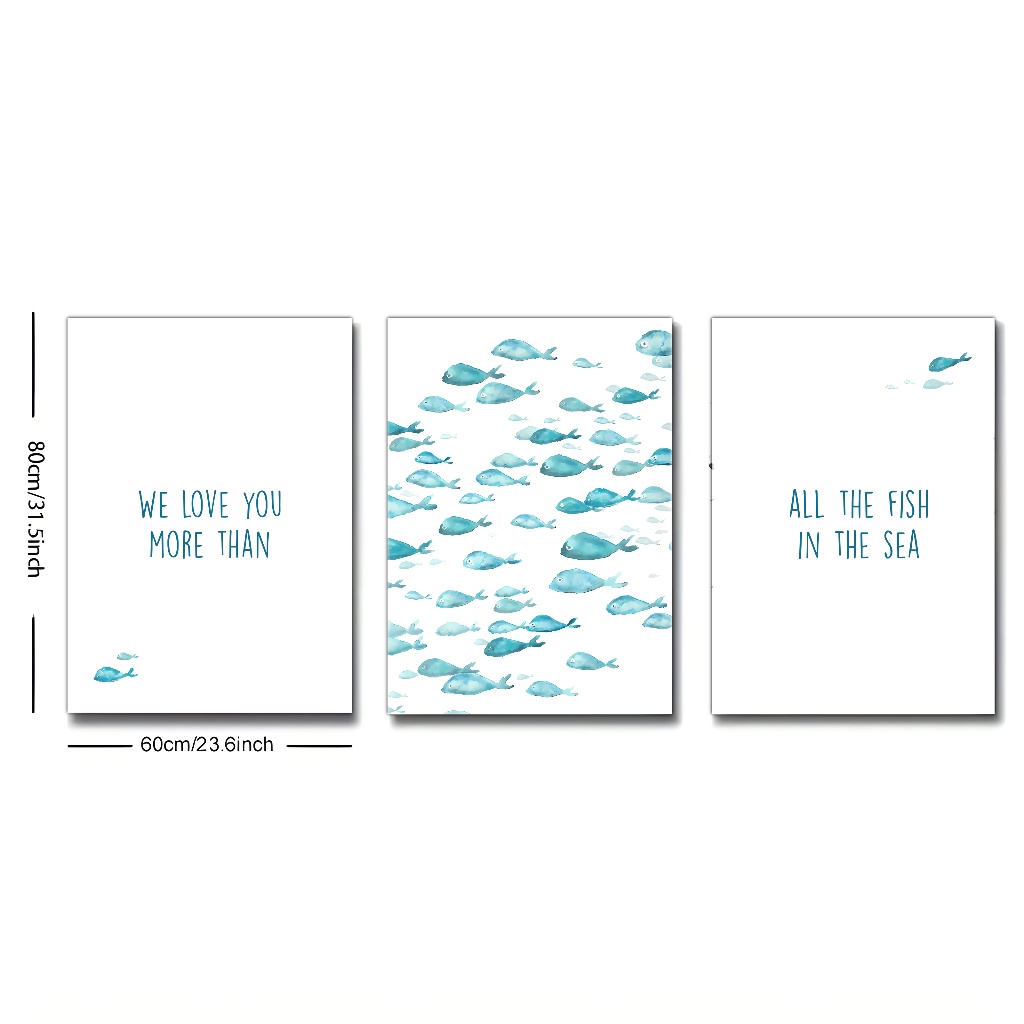 WE LOVE YOU
MORE THAN
ALL THE FISH
IN THE SEA
80cm/31.5inch
60cm/23.6inch